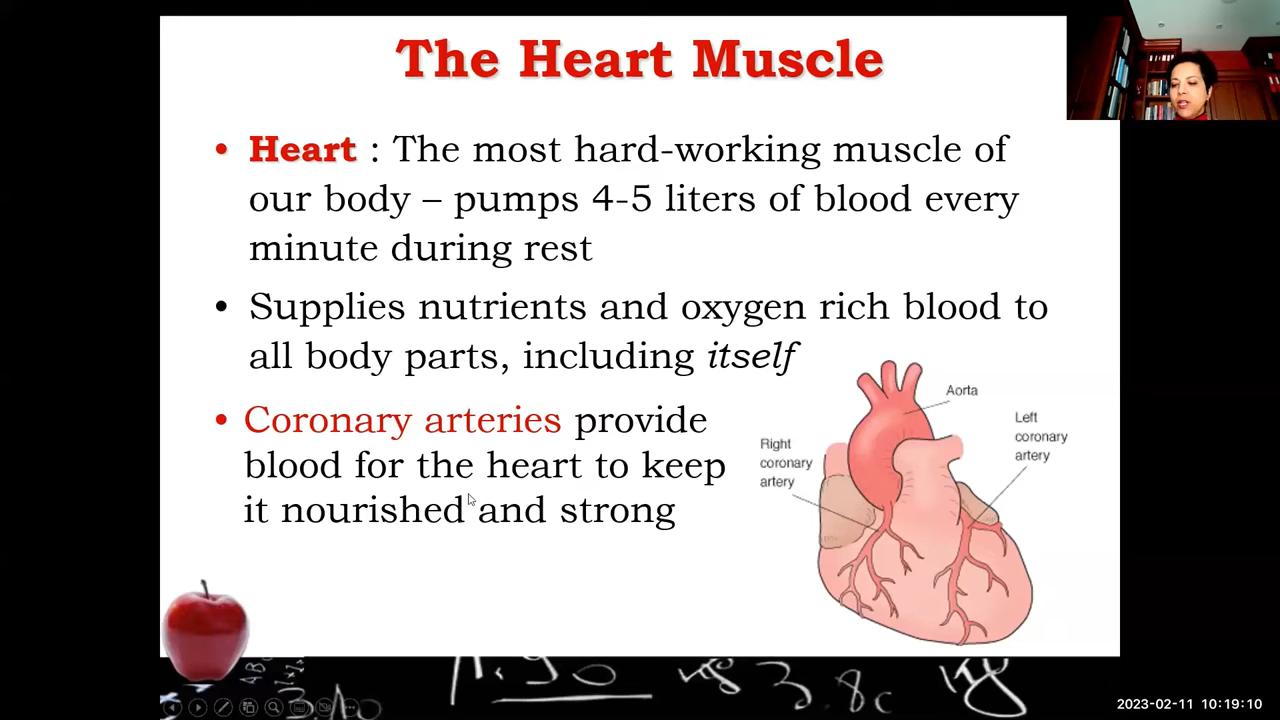 The Heart Muscle
• Heart : The most hard-working muscle of
our body – pumps 4-5 liters of blood every
minute during rest
• Supplies nutrients and oxygen rich blood to
all body parts, including itself
• Coronary arteries provide
blood for the heart to keep
it nourished and strong
Aorta
Left
coronary
artery
Right
coronary
artery
2023-02-11 10:19:10